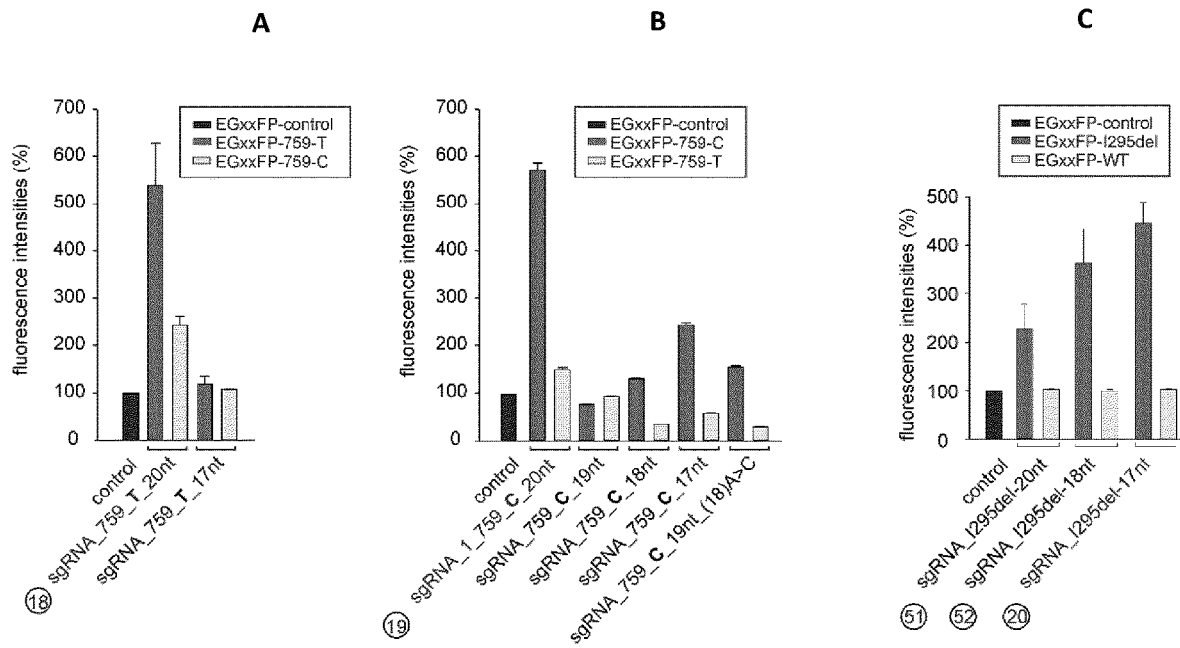 A
B
C
700
600
500
400
300
200
100
0
fluorescence intensities (%)
EGxxFP-control
EGxxFP-759-T
EGxxFP-759-C
control
sgRNA_759_T_20nt
sgRNA_759_T_17nt
18
700
600
500
400
300
200
100
0
fluorescence intensities (%)
EGxxFP-control
EGxxFP-759-C
EGxxFP-759-T
control
sgRNA_1_759_C_20nt
sgRNA_759_C_19nt
sgRNA_759_C_18nt
sgRNA_759_C_17nt
sgRNA_759_C_19nt_(18)A>C
19
EGxxFP-control
EGxxFP-I295del
EGxxFP-WT
500
400
300
200
100
0
fluorescence intensities (%)
control
sgRNA_I295del-20nt
sgRNA_I295del-18nt
sgRNA_I295del-17nt
51
52
20